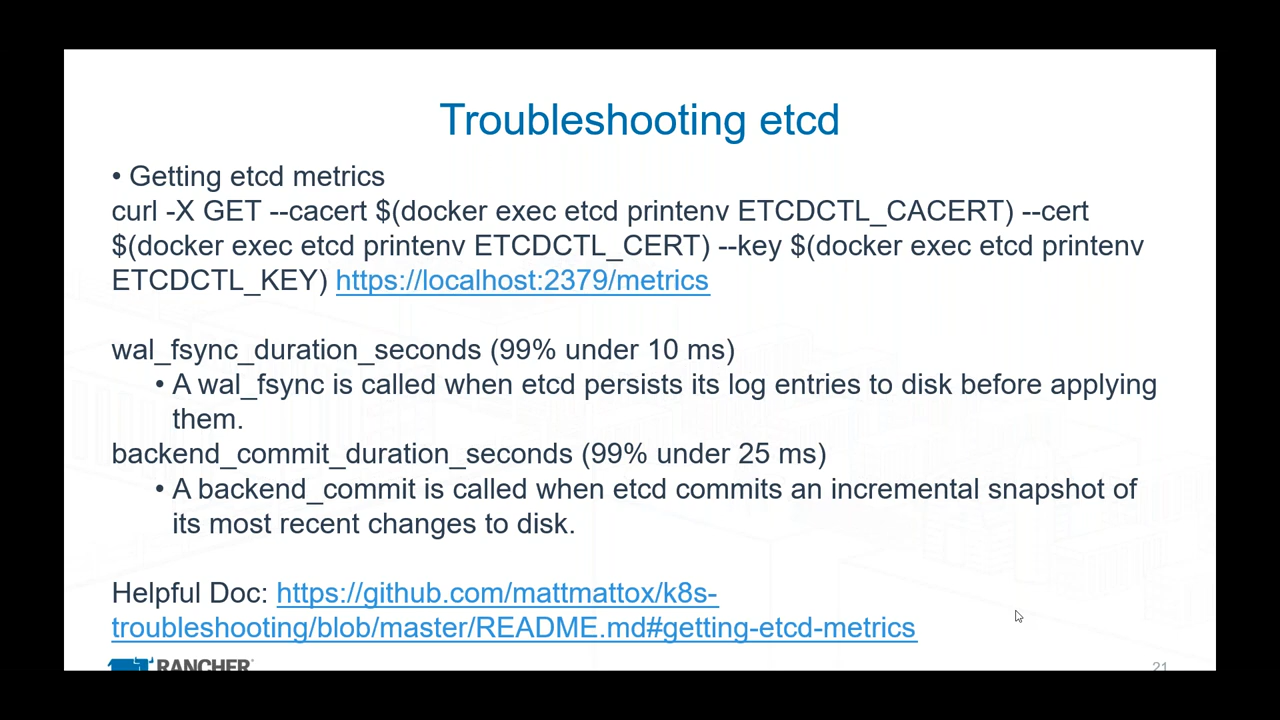 Troubleshooting etcd
• Getting etcd metrics
curl -X GET --cacert $(docker exec etcd printenv ETCDCTL_CACERT) --cert
$(docker exec etcd printenv ETCDCTL_CERT) --key $(docker exec etcd printenv
ETCDCTL_KEY) https://localhost:2379/metrics
wal_fsync_duration_seconds (99% under 10 ms)
• A wal_fsync is called when etcd persists its log entries to disk before applying
them.
backend_commit_duration_seconds (99% under 25 ms)
• A backend_commit is called when etcd commits an incremental snapshot of
its most recent changes to disk.
Helpful Doc: https://github.com/mattmattox/k8s-
troubleshooting/blob/master/README.md#getting-etcd-metrics
RANCHER
21